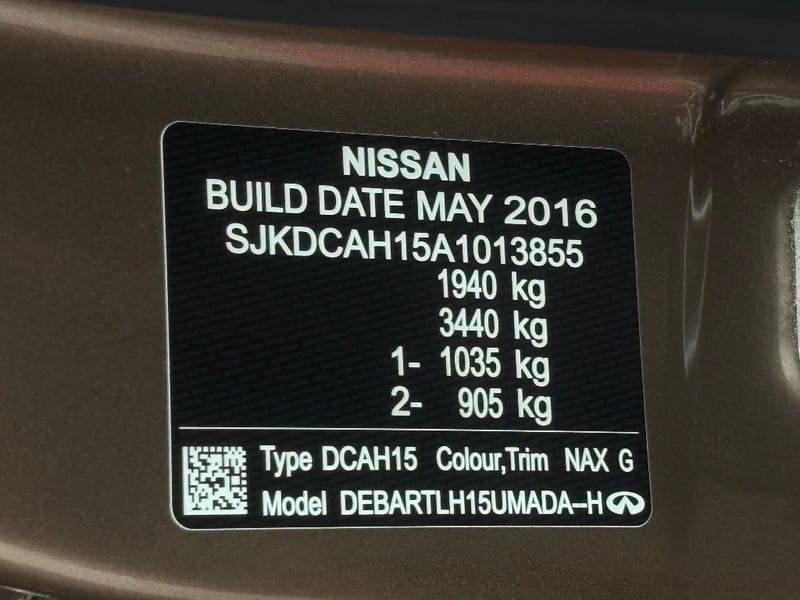 NISSAN
BUILD DATE MAY 2016
SJKDCAH15A1013855
1940 kg
3440 kg
1- 1035 kg
2- 905 kg
Type DCAH15 Colour,Trim NAX G
Model DEBARTLH15UMADA--H